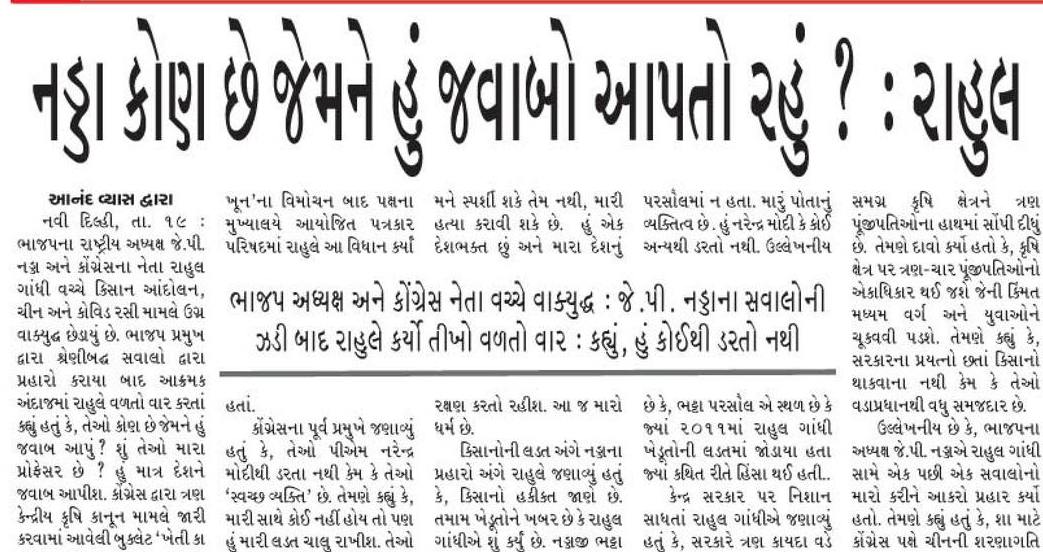 નડ્ડા કોણ છે જેમને હું જવાબો આપતો રહું ? : રાહુલ
આનંદ વ્યાસ દ્વારા
નવી દિલ્હી, તા. ૧૯ :
ભાજપના રાષ્ટ્રીય અધ્યક્ષ જે.પી.
નડ્ડા અને કોંગ્રેસના નેતા રાહુલ
ગાંધી વચ્ચે કિસાન આંદોલન,
ચીન અને કોવિડ રસી મામલે ઉગ્ર
વાક્યુદ્ધ છેડાયું છે. ભાજપ પ્રમુખ
દ્વારા શ્રેણીબદ્ધ સવાલો દ્વારા
પ્રહારો કરાયા બાદ આક્રમક
અંદાજમાં રાહુલે વળતો વાર કરતાં
કહ્યું હતું કે, તેઓ કોણ છે જેમને હું
જવાબ આપું ? શું તેઓ મારા
પ્રોફેસર છે ? હું માત્ર દેશને
જવાબ આપીશ. કોંગ્રેસ દ્વારા ત્રણ
કેન્દ્રીય કૃષિ કાનૂન મામલે જારી
કરવામાં આવેલી બુક્લેટ ‘ખેતી કા
ખૂન’ના વિમોચન બાદ પક્ષના
મુખ્યાલયે આયોજિત પત્રકાર
પરિષદમાં રાહુલે આ વિધાન કર્યાં
ભાજપ અધ્યક્ષ અને કોંગ્રેસ નેતા વચ્ચે વાક્યુદ્ધ : જે.પી. નડ્ડાના સવાલોની
ઝડી બાદ રાહુલે કર્યો તીખો વળતો વાર : કહ્યું, હું કોઈથી ડરતો નથી
હતાં.
કોંગ્રેસના પૂર્વ પ્રમુખે જણાવ્યું
હતું કે, તેઓ પીએમ નરેન્દ્ર
મોદીથી ડરતા નથી કેમ કે તેઓ
‘સ્વચ્છ વ્યક્તિ’ છે. તેમણે કહ્યું કે,
મારી સાથે કોઈ નહીં હોય તો પણ
હું મારી લડત ચાલુ રાખીશ. તેઓ
મને સ્પર્શી શકે તેમ નથી, મારી
હત્યા કરાવી શકે છે. હું એક
દેશભક્ત છું અને મારા દેશનું
રક્ષણ કરતો રહીશ. આ જ મારો
ધર્મ છે.
કિસાનોની લડત અંગે નડ્ડાના
પ્રહારો અંગે રાહુલે જણાવ્યું હતું
કે, કિસાનો હકીકત જાણે છે.
તમામ ખેડૂતોને ખબર છે કે રાહુલ
ગાંધીએ શું કર્યું છે. નડ્ડાજી ભટ્ટા
પરસૌલમાં ન હતા. મારું પોતાનું
વ્યક્તિત્વ છે. હું નરેન્દ્ર મોદી કે કોઈ
અન્યથી ડરતો નથી. ઉલ્લેખનીય
છે કે, ભટ્ટા પરસૌલ એ સ્થળ છે કે
જ્યાં ૨૦૧૧માં રાહુલ ગાંધી
ખેડૂતોની લડતમાં જોડાયા હતા
જ્યાં કથિત રીતે હિંસા થઈ હતી..
કેન્દ્ર સરકાર પર નિશાન
સાધતાં રાહુલ ગાંધીએ જણાવ્યું
હતું કે, સરકારે ત્રણ કાયદા વડે
સમગ્ર કૃષિ ક્ષેત્રને ત્રણ
પૂંજીપતિઓના હાથમાં સોંપી દીધું
છે. તેમણે દાવો કર્યો હતો કે, કૃષિ
ક્ષેત્ર પર ત્રણ-ચાર પૂંજીપતિઓનો
એકાધિકાર થઈ જશે જેની કિંમત
મધ્યમ વર્ગ અને યુવાઓને
ચૂકવવી પડશે. તેમણે કહ્યું કે,
સરકારના પ્રયત્નો છતાં કિસાનો
થાકવાના નથી કેમ કે તેઓ
વડાપ્રધાનથી વધુ સમજદાર છે.
ઉલ્લેખનીય છે કે, ભાજપના
અધ્યક્ષ જે.પી. નડ્ડાએ રાહુલ ગાંધી
સામે એક પછી એક સવાલોનો
મારો કરીને આકરો પ્રહાર કર્યો
હતો. તેમણે કહ્યું હતું કે, શા માટે
કોંગ્રેસ પક્ષે ચીનની શરણાગતિ